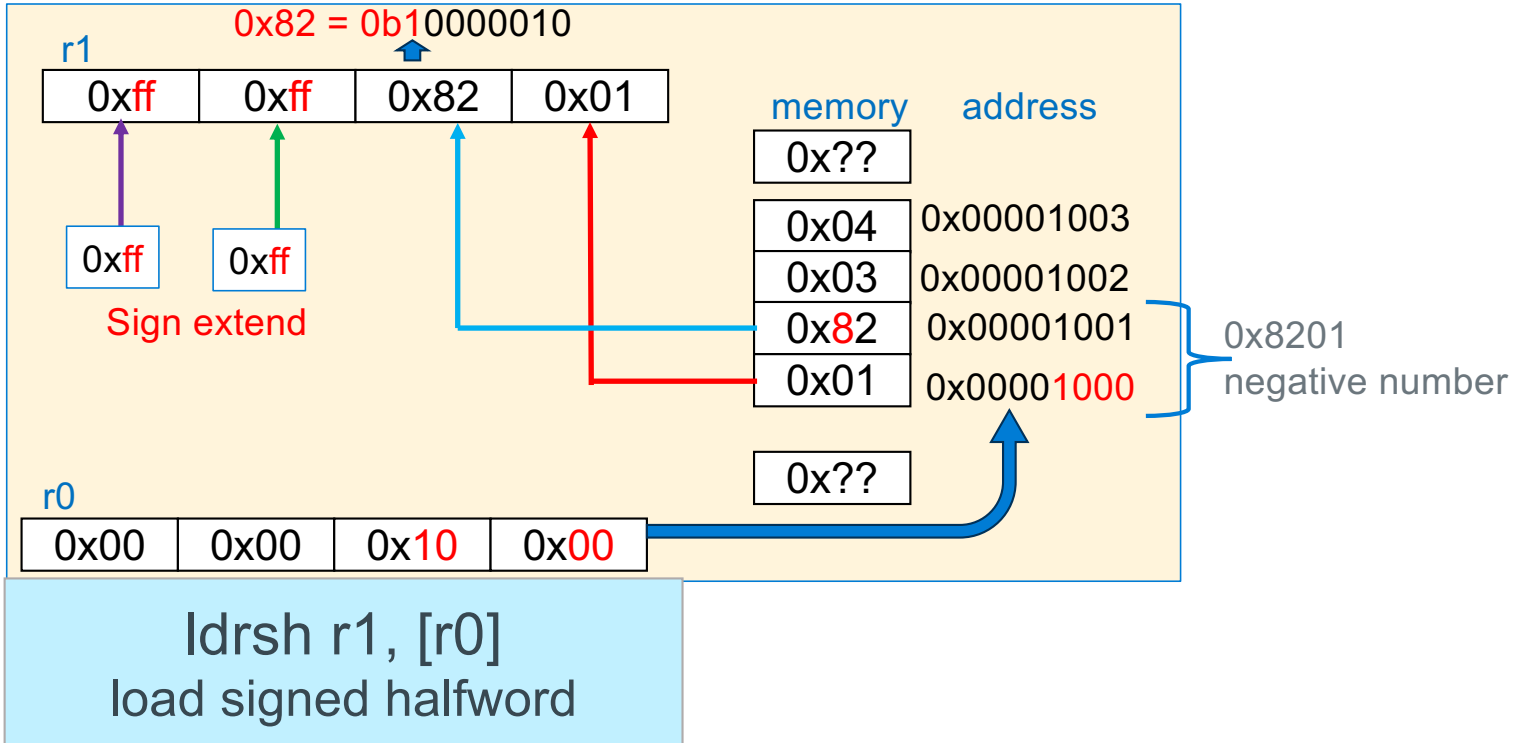 0x82 = 0b10000010
r1
0xff 0xff 0x82 0x01
memory address
0x??
0x04 0x00001003
0xff 0xff
0x03 0x00001002
Sign extend
0x82 0x00001001
0x8201
negative number
0x01 0x00001000
0x??
r0
0x00 0x00 0x10 0x00
ldrsh r1, [r0]
load signed halfword